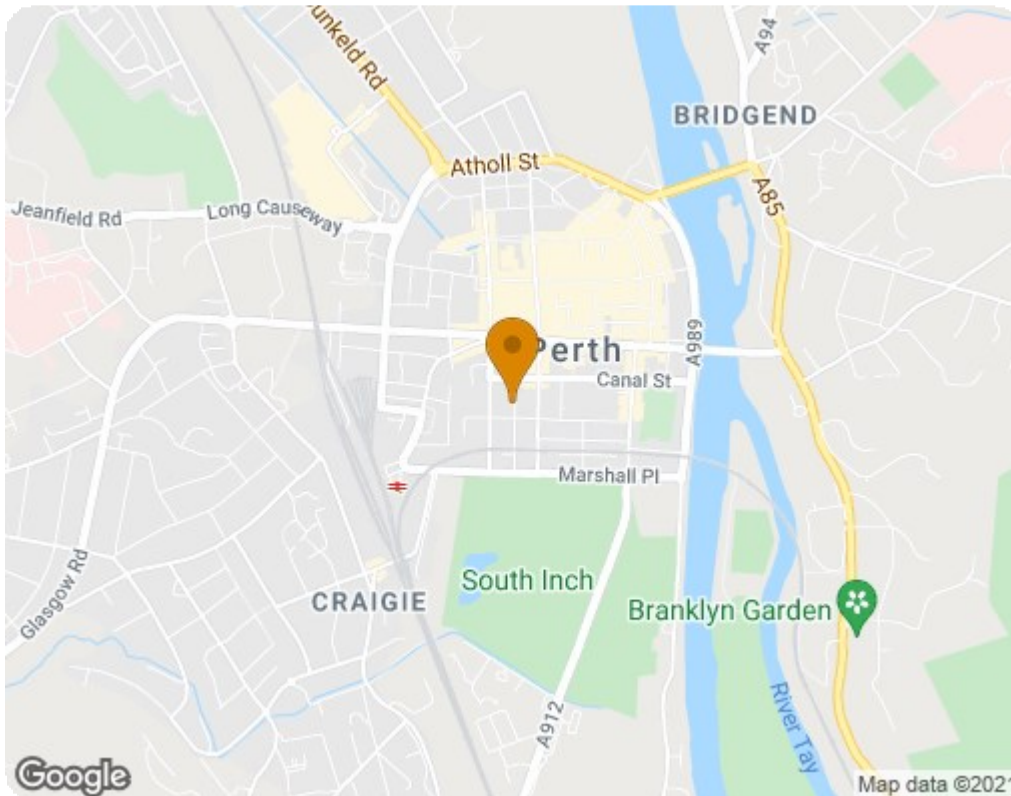 Dunkeld Rd
A94
BRIDGEND
Atholl St
A85
Jeanfield Rd
Long Causeway
A989
Perth
Canal St
Marshall Pl
South Inch
Branklyn Garden
Glasgow Rd
CRAIGIE
A912
River Tay
Google
Map data ©2021